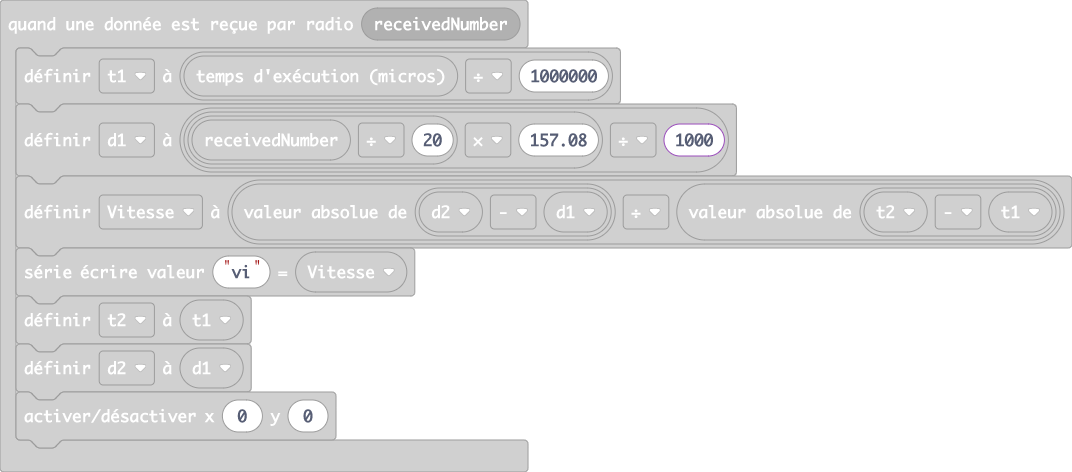 quand une donnée est reçue par radio receivedNumber
définir t1 à temps d'exécution (micros) ÷ 1000000
définir d1 à receivedNumber ÷ 20 × 157.08 ÷ 1000
définir Vitesse à valeur absolue de d2 - d1 ÷ valeur absolue de t2 - t1
série écrire valeur "vi" = Vitesse
définir t2 à t1
définir d2 à d1
activer/désactiver x 0 y 0